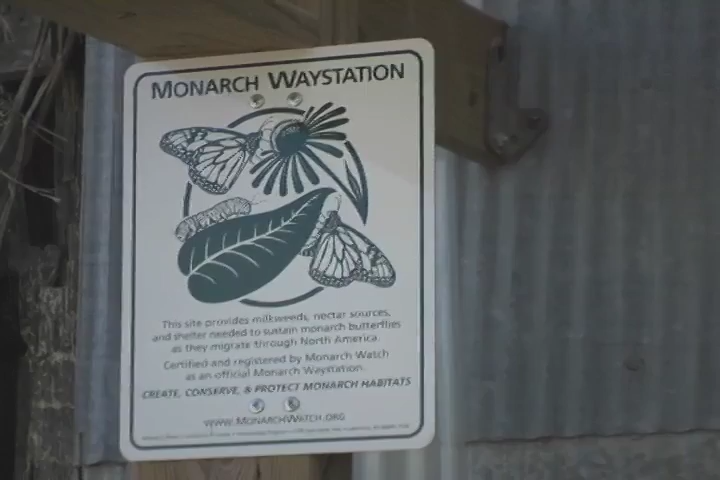 MONARCH WAYSTATION
This site provides milkweeds, nectar sources,
and shelter needed to sustain monarch butterflies
as they migrate through North America.
Certified and registered by Monarch Watch
as an official Monarch Waystation.
CREATE, CONSERVE, & PROTECT MONARCH HABITATS
WWW.MONARCHWATCH.ORG